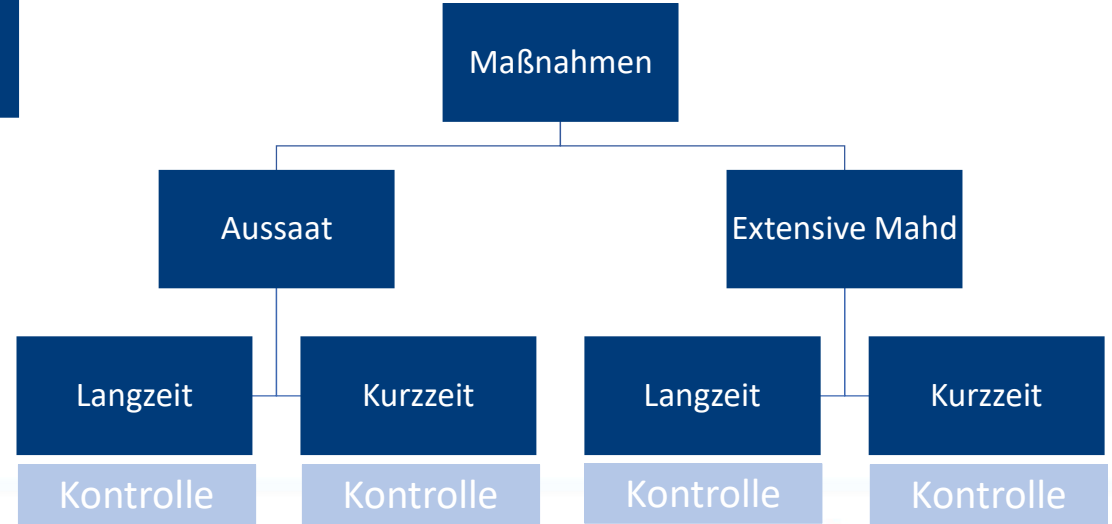 Maßnahmen
Aussaat
Extensive Mahd
Langzeit
Kurzzeit
Langzeit
Kurzzeit
Kontrolle
Kontrolle
Kontrolle
Kontrolle